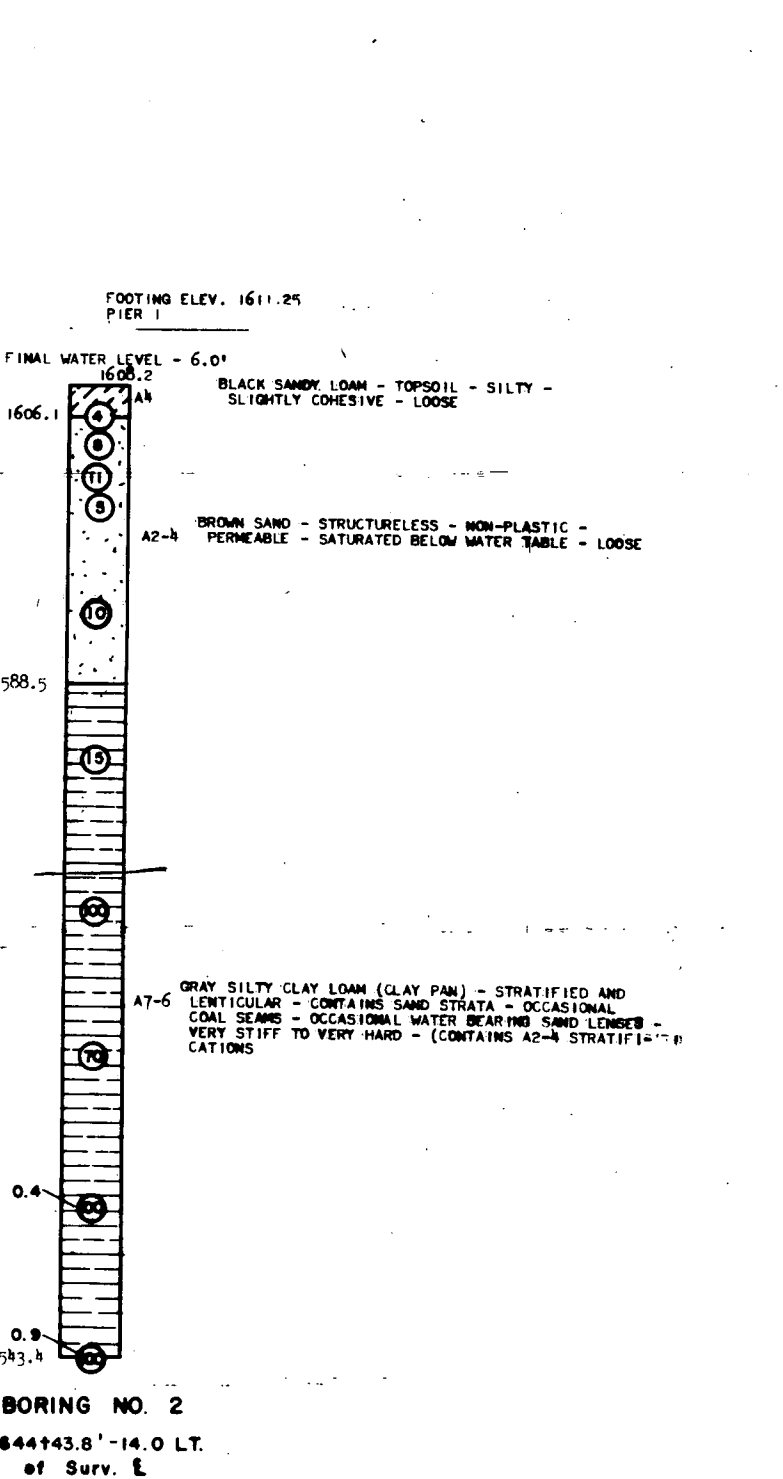 FOOTING ELEV. 1611.25
PIER 1
FINAL WATER LEVEL - 6.0'
1608.2
A4
BLACK SANDY LOAM - TOPSOIL - SILTY -
SLIGHTLY COHESIVE - LOOSE
1606.1
4
8
11
5
A2-4
BROWN SAND - STRUCTURELESS - NON-PLASTIC -
PERMEABLE - SATURATED BELOW WATER TABLE - LOOSE
10
588.5
15
100
A7-6
GRAY SILTY CLAY LOAM (CLAY PAN) - STRATIFIED AND
LENTICULAR - CONTAINS SAND STRATA - OCCASIONAL
COAL SEAMS - OCCASIONAL WATER BEARING SAND LENSES -
VERY STIFF TO VERY HARD - (CONTAINS A2-4
CATIONS
70
0.4
100
0.9
543.4
100
BORING NO. 2
644+43.8'-14.0 LT.
of Surv. ℄